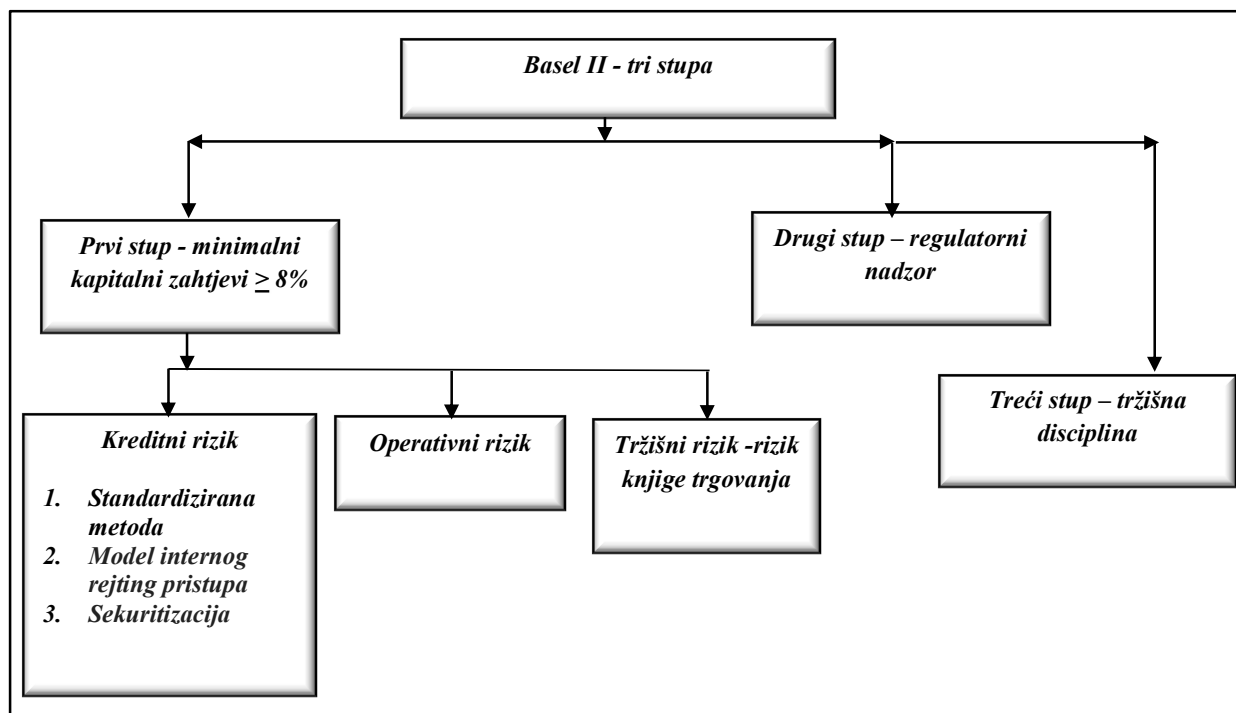 Basel II - tri stupa
Prvi stup - minimalni
kapitalni zahtjevi ≥ 8%
Drugi stup – regulatorni
nadzor
Treći stup – tržišna
disciplina
Kreditni rizik
1. Standardizirana
metoda
2. Model internog
rejting pristupa
3. Sekuritizacija
Operativni rizik
Tržišni rizik -rizik
knjige trgovanja